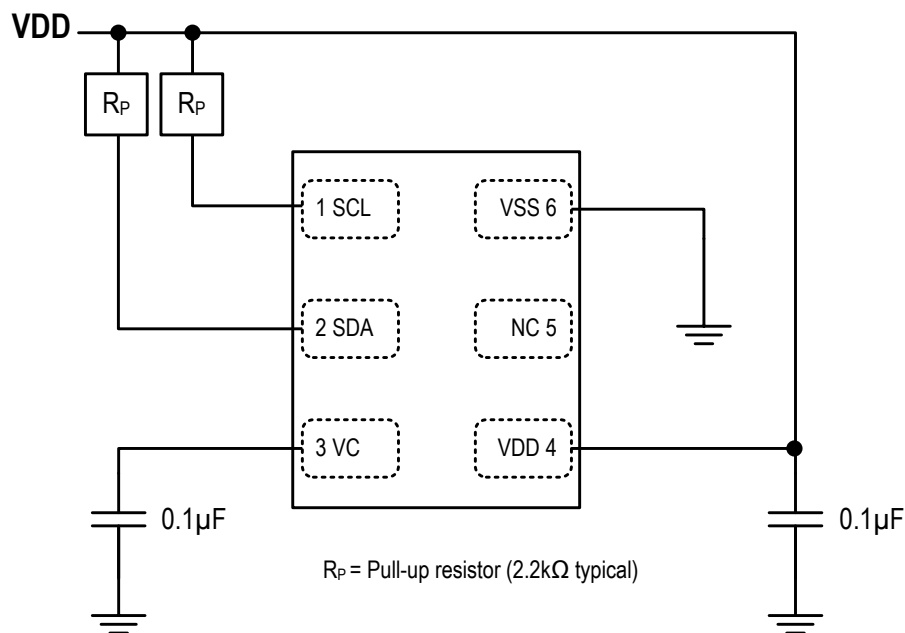 VDD
RP
RP
1 SCL
VSS 6
2 SDA
NC 5
3 VC
VDD 4
0.1µF
0.1µF
RP = Pull-up resistor (2.2kΩ typical)